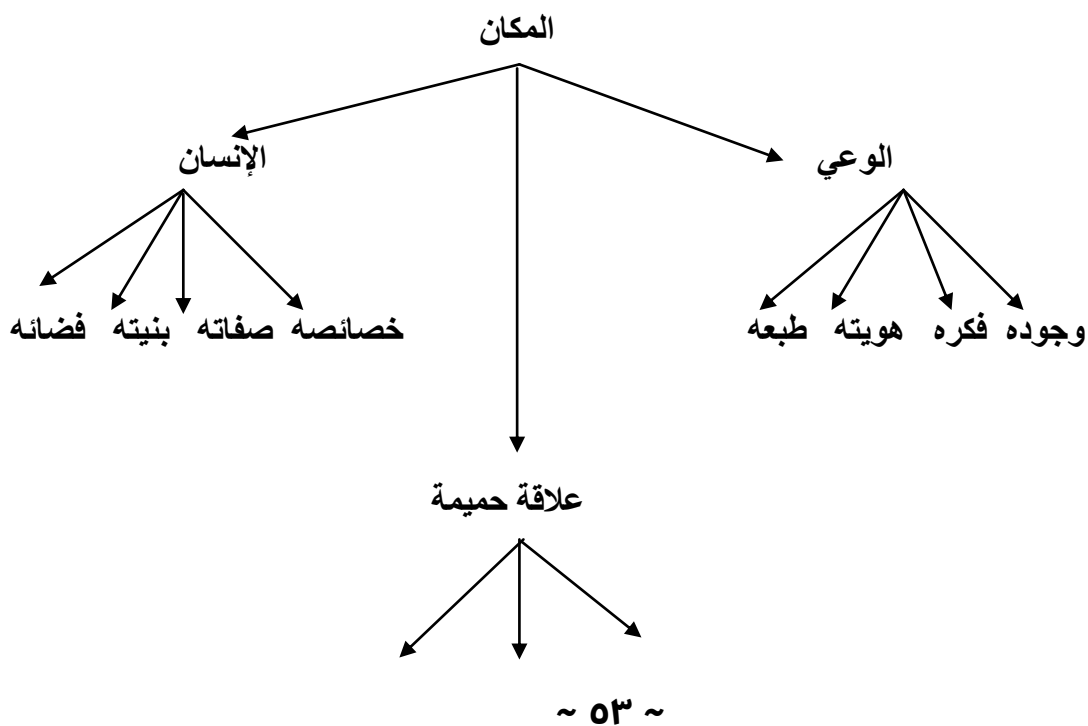 المكان
الوعي الإنسان
وجوده فكره هويته طبعه خصائصه صفاته بنيته فضائه
علاقة حميمة
~ ٥٣ ~